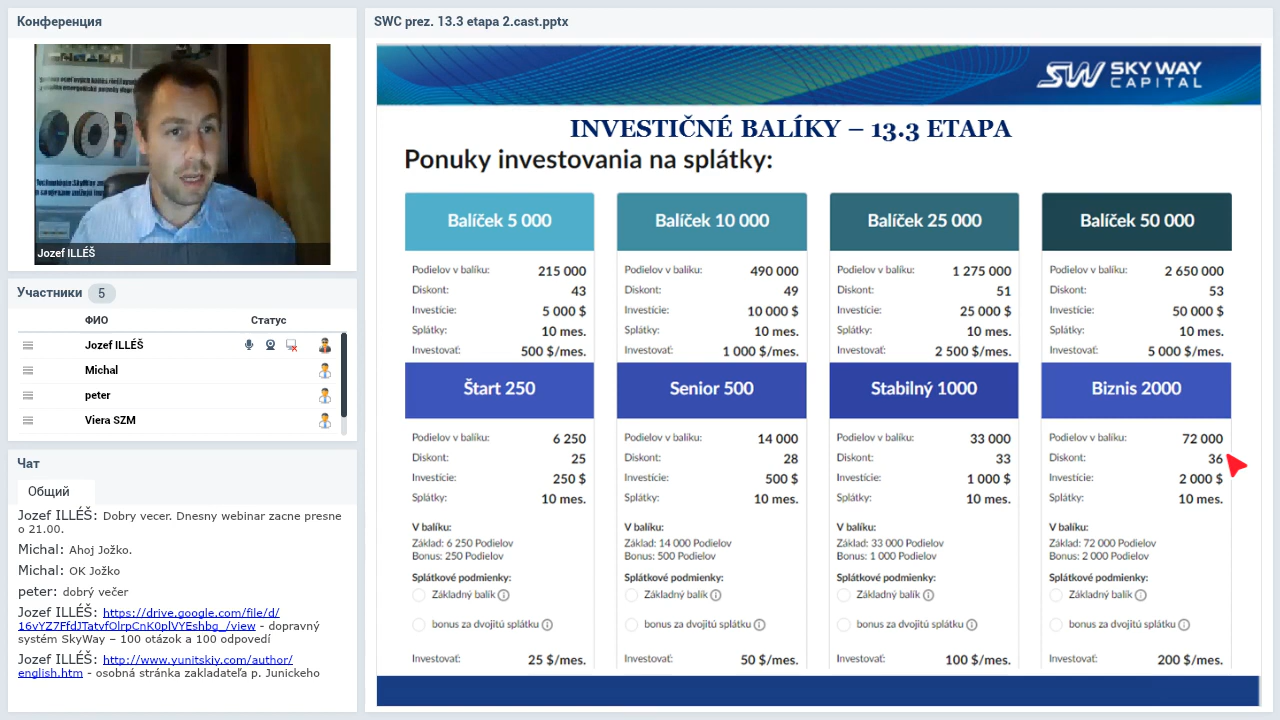 Конференция
Jozef ILLÉŠ
Участники 5
ФИО Статус
Jozef ILLÉŠ
Michal
peter
Viera SZM
Чат
Общий
Jozef ILLÉŠ: Dobry vecer. Dnesny webinar zacne presne
o 21.00.
Michal: Ahoj Jožko.
Michal: OK Jožko
peter: dobrý večer
Jozef ILLÉŠ: https://drive.google.com/file/d/
- dopravný
systém SkyWay – 100 otázok a 100 odpovedí
Jozef ILLÉŠ: http://www.yunitskiy.com/author/
english.htm - osobná stránka zakladateľa p. Junickeho
SWC prez. 13.3 etapa 2.cast.pptx
SW SKY WAY
CAPITAL
INVESTIČNÉ BALÍKY – 13.3 ETAPA
Ponuky investovania na splátky:
Balíček 5 000 Balíček 10 000 Balíček 25 000 Balíček 50 000
Podielov v balíku: 215 000 Podielov v balíku: 490 000 Podielov v balíku: 1 275 000 Podielov v balíku: 2 650 000
Diskont: 43 Diskont: 49 Diskont: 51 Diskont: 53
Investície: 5 000 $ Investície: 10 000 $ Investície: 25 000 $ Investície: 50 000 $
Splátky: 10 mes. Splátky: 10 mes. Splátky: 10 mes. Splátky: 10 mes.
Investovať: 500 $/mes. Investovať: 1 000 $/mes. Investovať: 2 500 $/mes. Investovať: 5 000 $/mes.
Štart 250 Senior 500 Stabilný 1000 Biznis 2000
Podielov v balíku: 6 250 Podielov v balíku: 14 000 Podielov v balíku: 33 000 Podielov v balíku: 72 000
Diskont: 25 Diskont: 28 Diskont: 33 Diskont: 36
Investície: 250 $ Investície: 500 $ Investície: 1 000 $ Investície: 2 000 $
Splátky: 10 mes. Splátky: 10 mes. Splátky: 10 mes. Splátky: 10 mes.
V balíku: V balíku: V balíku: V balíku:
Základ: 6 250 Podielov Základ: 14 000 Podielov Základ: 33 000 Podielov Základ: 72 000 Podielov
Bonus: 250 Podielov Bonus: 500 Podielov Bonus: 1 000 Podielov Bonus: 2 000 Podielov
Splátkové podmienky: Splátkové podmienky: Splátkové podmienky: Splátkové podmienky:
Základný balík Základný balík Základný balík Základný balík
bonus za dvojitú splátku bonus za dvojitú splátku bonus za dvojitú splátku bonus za dvojitú splátku
Investovať: 25 $/mes. Investovať: 50 $/mes. Investovať: 100 $/mes. Investovať: 200 $/mes.